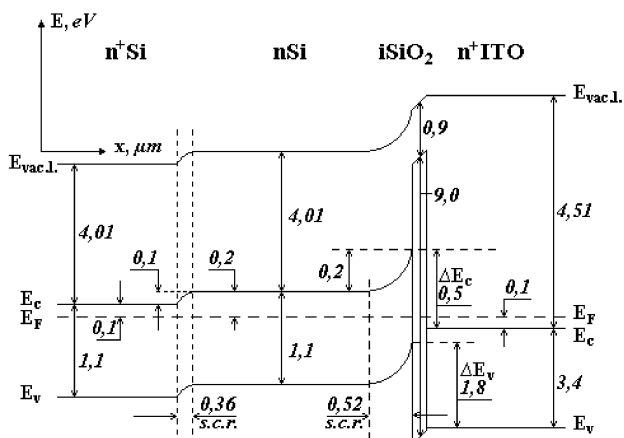 E, eV
n⁺Si nSi iSiO₂ n⁺ITO
E_vac.l.
0,9
x, μm
E_vac.l.
9,0
4,01 4,01 4,51
0,1 0,2 0,2 ΔE_c 0,1
0,5
E_c
E_F E_F
0,1 E_c
1,1 1,1 ΔE_v 3,4
1,8
E_v
0,36 0,52
s.c.r. s.c.r.
E_v